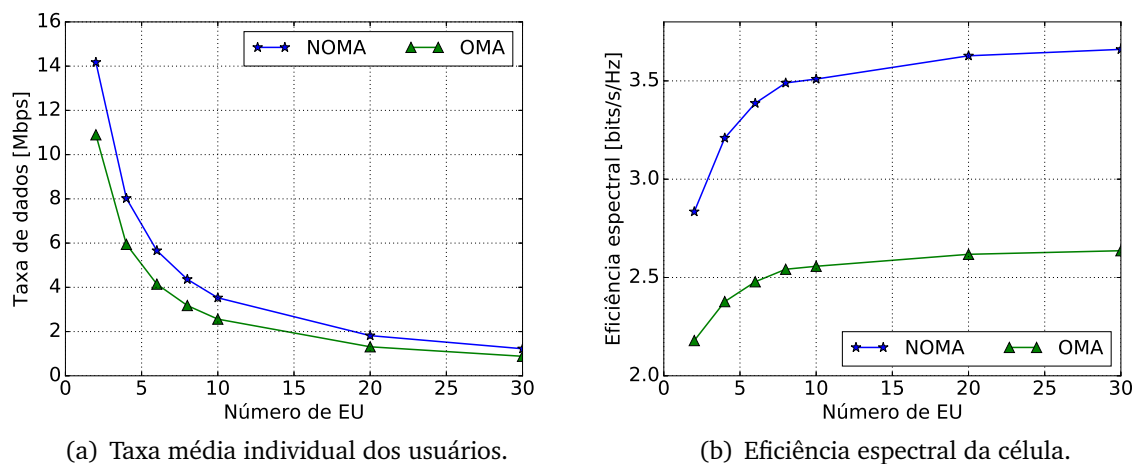 16
14
12
10
8
6
4
2
0
Taxa de dados [Mbps]
NOMA OMA
0 5 10 15 20 25 30
Número de EU
(a) Taxa média individual dos usuários.
3.5
3.0
2.5
2.0
Eficiência espectral [bits/s/Hz]
NOMA OMA
0 5 10 15 20 25 30
Número de EU
(b) Eficiência espectral da célula.